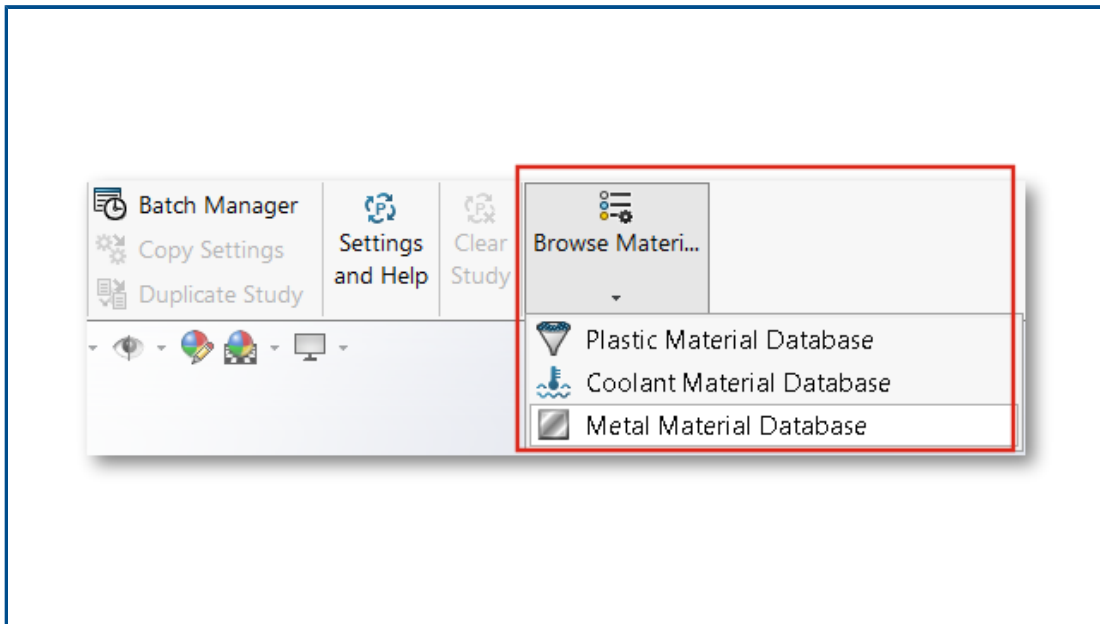 Batch Manager
Copy Settings
Duplicate Study
Settings
and Help
Clear
Study
Browse Materi...
Plastic Material Database
Coolant Material Database
Metal Material Database